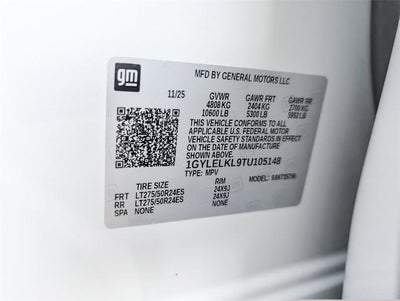 gm
MFD BY GENERAL MOTORS LLC
11/25 GVWR GAWR FRT GAWR RR
4808 KG 2404 KG 2700 KG
10600 LB 5300 LB 5952 LB
THIS VEHICLE CONFORMS TO ALL
APPLICABLE U.S. FEDERAL MOTOR
VEHICLE SAFETY STANDARDS IN
EFFECT ON THE DATE OF MANUFACTURE
SHOWN ABOVE.
1GYLELKL9TU105148
TYPE: MPV MODEL:
RIM
FRT LT275/50R24ES 24X9J
RR LT275/50R24ES 24X9J
SPA NONE NONE